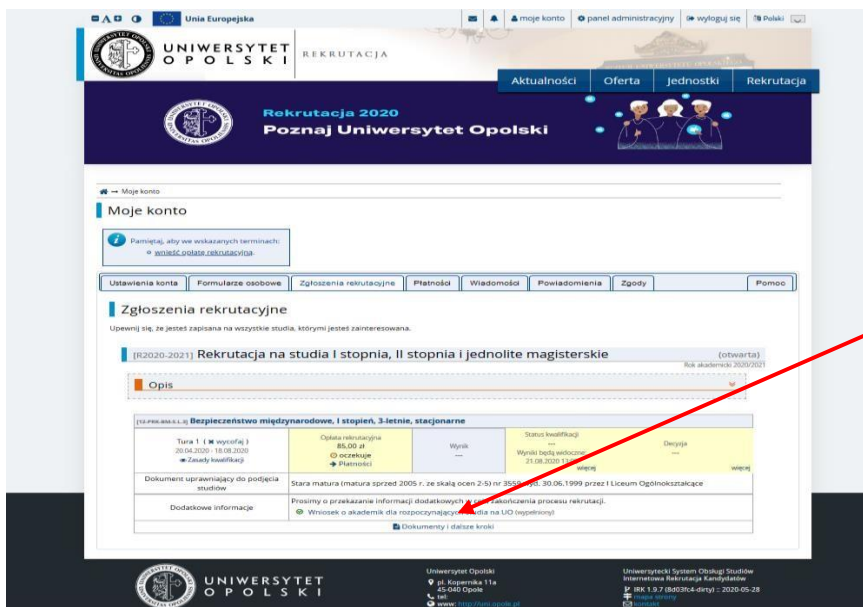 A
Unia Europejska
moje konto
panel administracyjny
wyloguj się
Polski
UNIWERSYTET
OPOLSKI
REKRUTACJA
Aktualności Oferta Jednostki Rekrutacja
Rekrutacja 2020
Poznaj Uniwersytet Opolski
→ Moje konto
Moje konto
Pamiętaj, aby we wskazanych terminach:
wnieść opłatę rekrutacyjną.
Ustawienia konta Formularze osobowe Zgłoszenia rekrutacyjne Płatności Wiadomości Powiadomienia Zgody Pomoc
Zgłoszenia rekrutacyjne
Upewnij się, że jesteś zapisana na wszystkie studia, którymi jesteś zainteresowana.
[R2020-2021] Rekrutacja na studia I stopnia, II stopnia i jednolite magisterskie (otwarta)
Rok akademicki 2020/2021
Opis
Bezpieczeństwo międzynarodowe, I stopień, 3-letnie, stacjonarne
Tura 1 ( wycofaj )
20.04.2020 - 18.08.2020
Zasady kwalifikacji
Opłata rekrutacyjna
85,00 zł
oczekuje
Płatności
Wynik
---
Status kwalifikacji
---
Wyniki będą widoczne:
21.08.2020
więcej
Decyzja
---
więcej
Dokument uprawniający do podjęcia
studiów
Stara matura (matura sprzed 2005 r. ze skalą ocen 2-5) nr 3559 30.06.1999 przez I Liceum Ogólnokształcące
Dodatkowe informacje
Prosimy o przekazanie informacji dodatkowych w zakończenia procesu rekrutacji.
Wniosek o akademik dla rozpoczynających studia na UO (wypełniony)
Dokumenty i dalsze kroki
UNIWERSYTET
OPOLSKI
Uniwersytet Opolski
pl. Kopernika 11a
45-040 Opole
tel:
www: http://uni.opole.pl
Uniwersytecki System Obsługi Studiów
Internetowa Rekrutacja Kandydatów
IRK 1.9.7 (8d03fc4-dirty) :: 2020-05-28
mapa strony
kontakt